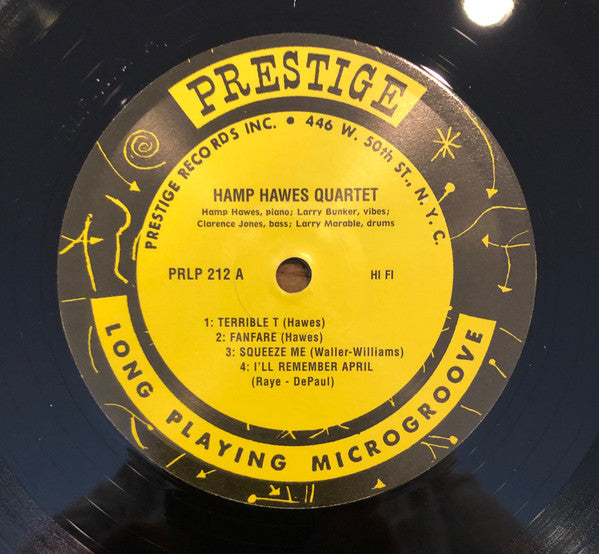 PRESTIGE
PRESTIGE RECORDS INC. • 446 W. 50th ST., N. Y. C.
HAMP HAWES QUARTET
Hamp Hawes, piano; Larry Bunker, vibes;
Clarence Jones, bass; Larry Marable, drums
PRLP 212 A HI FI
1: TERRIBLE T (Hawes)
2: FANFARE (Hawes)
3: SQUEEZE ME (Waller-Williams)
4: I'LL REMEMBER APRIL
(Raye - DePaul)
LONG PLAYING MICROGROOVE